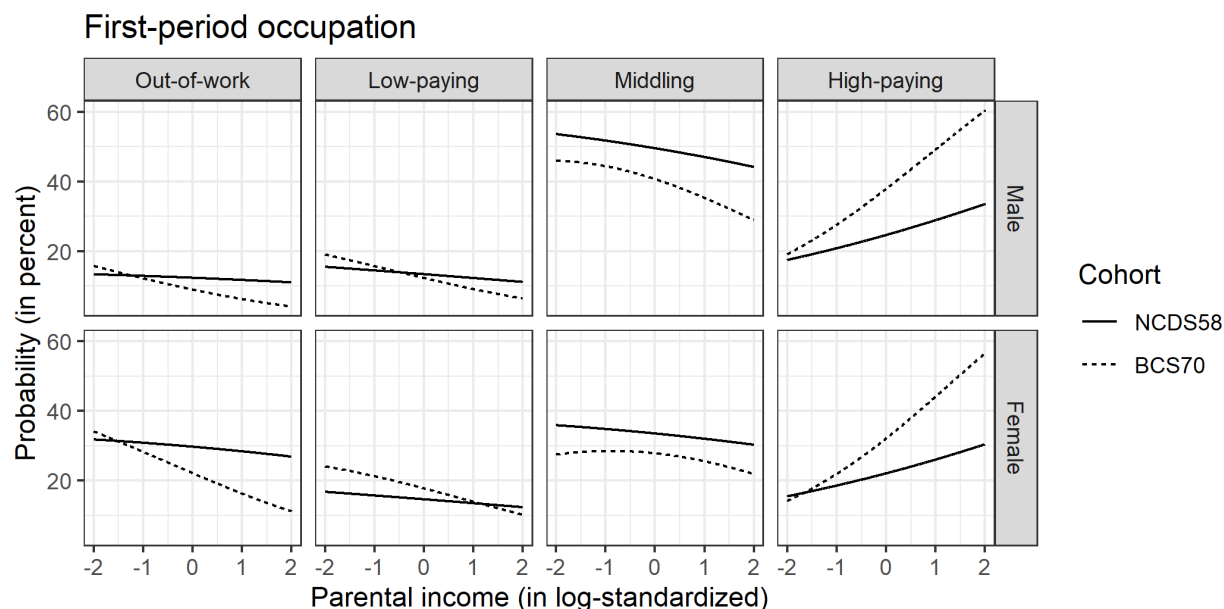 First-period occupation
Out-of-work Low-paying Middling High-paying
Probability (in percent)
60
40
20
Male
60
40
20
Female
-2 -1 0 1 2 -2 -1 0 1 2 -2 -1 0 1 2 -2 -1 0 1 2
Parental income (in log-standardized)
Cohort
NCDS58
BCS70